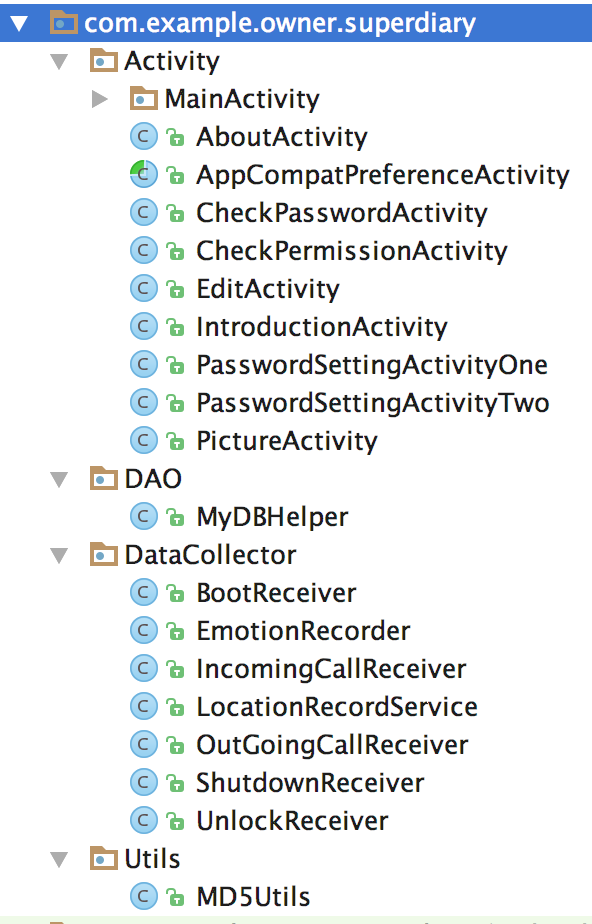 com.example.owner.superdiary
Activity
MainActivity
C AboutActivity
C AppCompatPreferenceActivity
C CheckPasswordActivity
C CheckPermissionActivity
C EditActivity
C IntroductionActivity
C PasswordSettingActivityOne
C PasswordSettingActivityTwo
C PictureActivity
DAO
C MyDBHelper
DataCollector
C BootReceiver
C EmotionRecorder
C IncomingCallReceiver
C LocationRecordService
C OutGoingCallReceiver
C ShutdownReceiver
C UnlockReceiver
Utils
C MD5Utils